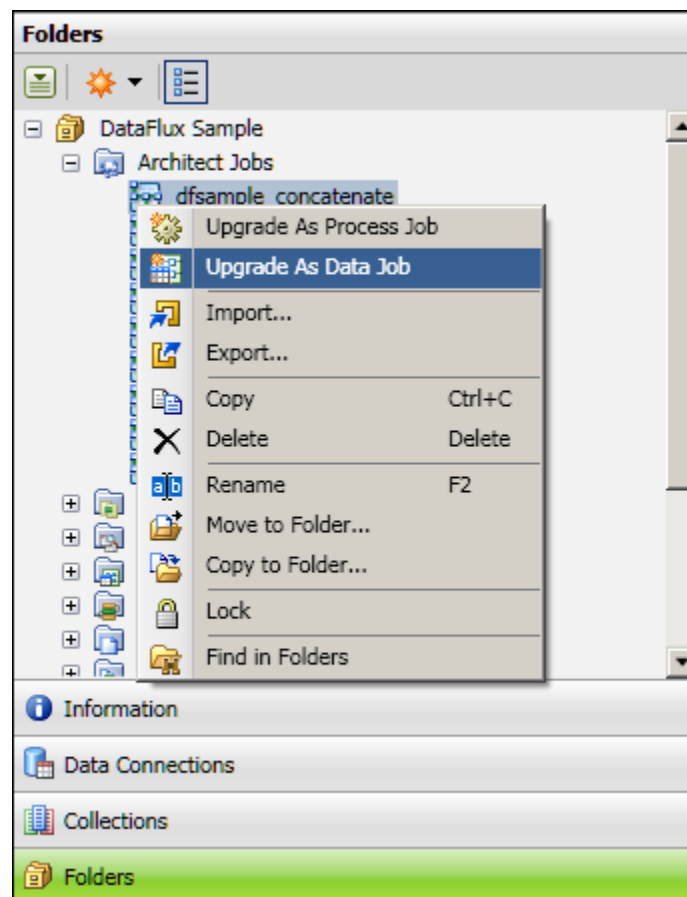 Folders
DataFlux Sample
Architect Jobs
dfsample_concatenate
Upgrade As Process Job
Upgrade As Data Job
Import...
Export...
Copy Ctrl+C
Delete Delete
Rename F2
Move to Folder...
Copy to Folder...
Lock
Find in Folders
Information
Data Connections
Collections
Folders